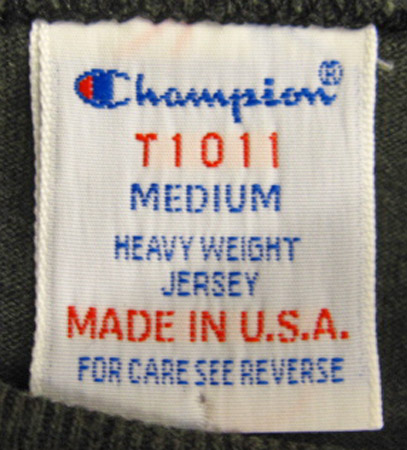 Champion®
T1011
MEDIUM
HEAVY WEIGHT
JERSEY
MADE IN U.S.A.
FOR CARE SEE REVERSE